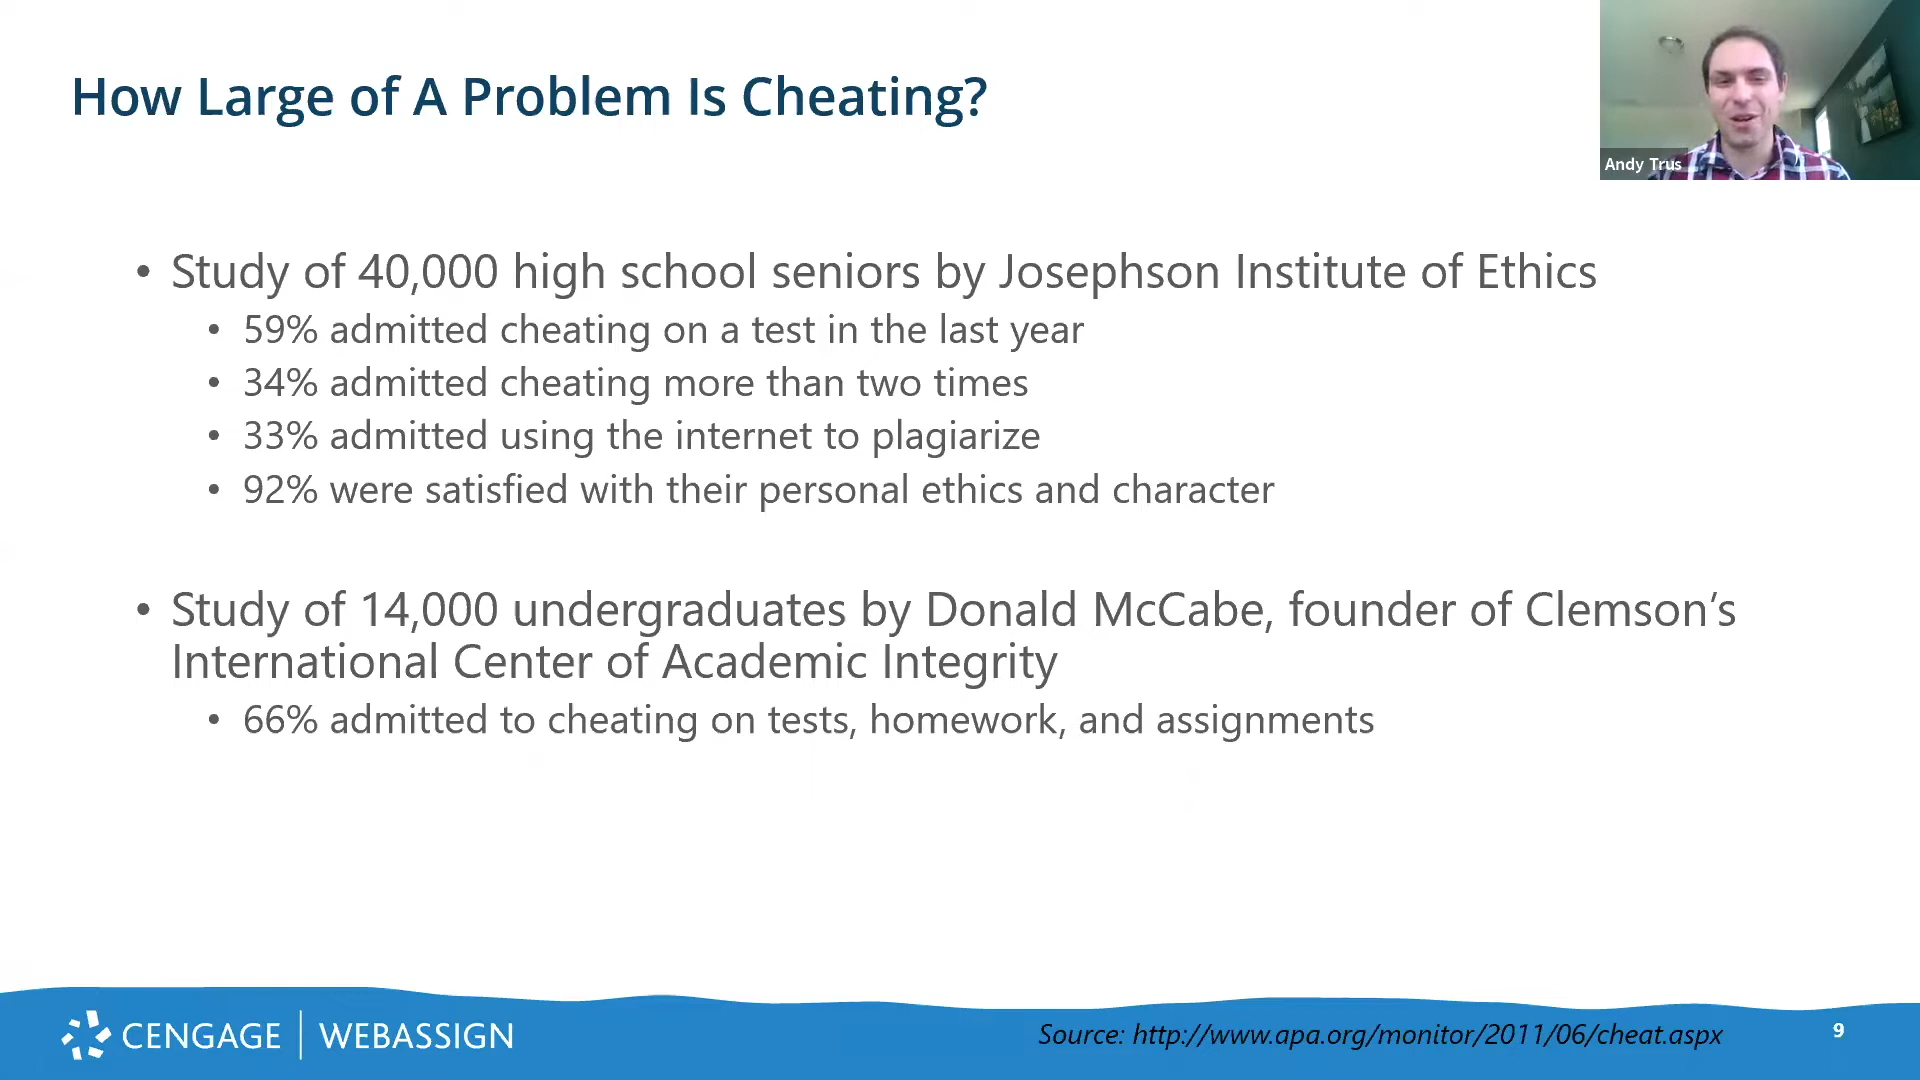 How Large of A Problem Is Cheating?
Andy Trus
• Study of 40,000 high school seniors by Josephson Institute of Ethics
• 59% admitted cheating on a test in the last year
• 34% admitted cheating more than two times
• 33% admitted using the internet to plagiarize
• 92% were satisfied with their personal ethics and character
• Study of 14,000 undergraduates by Donald McCabe, founder of Clemson’s
International Center of Academic Integrity
• 66% admitted to cheating on tests, homework, and assignments
CENGAGE | WEBASSIGN
Source: http://www.apa.org/monitor/2011/06/cheat.aspx
9